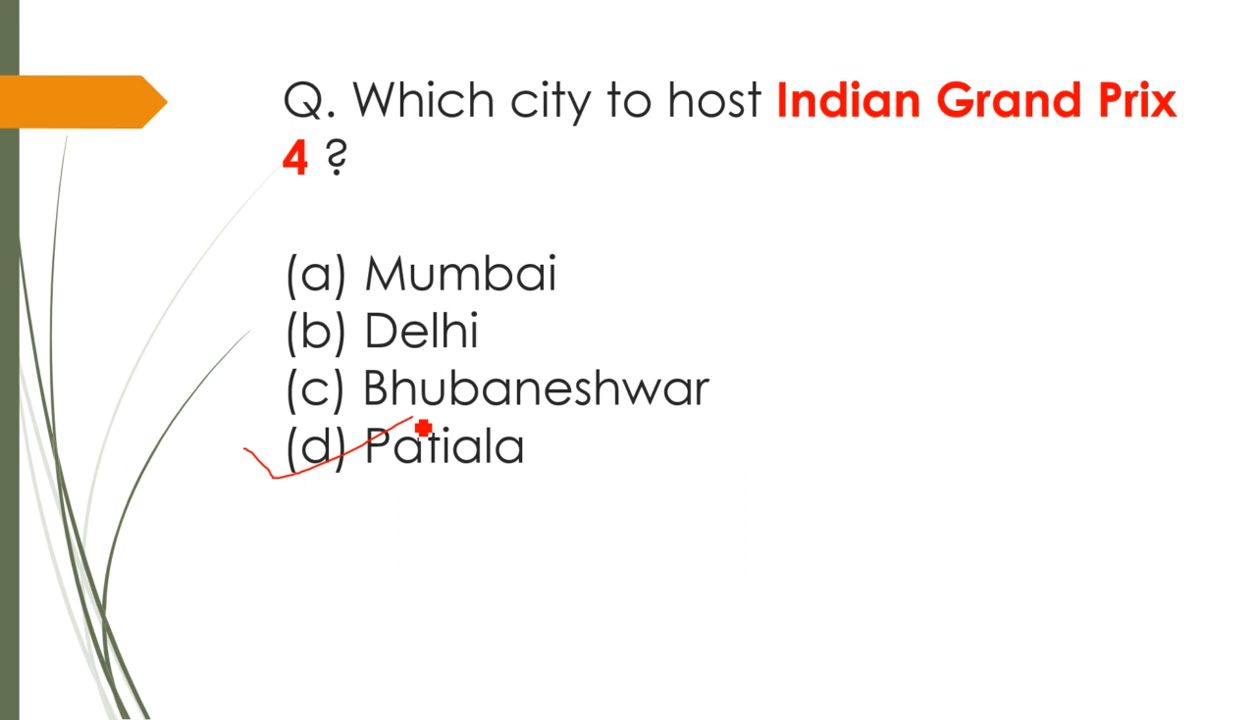 Q. Which city to host Indian Grand Prix
4 ?
(a) Mumbai
(b) Delhi
(c) Bhubaneshwar
(d) Patiala